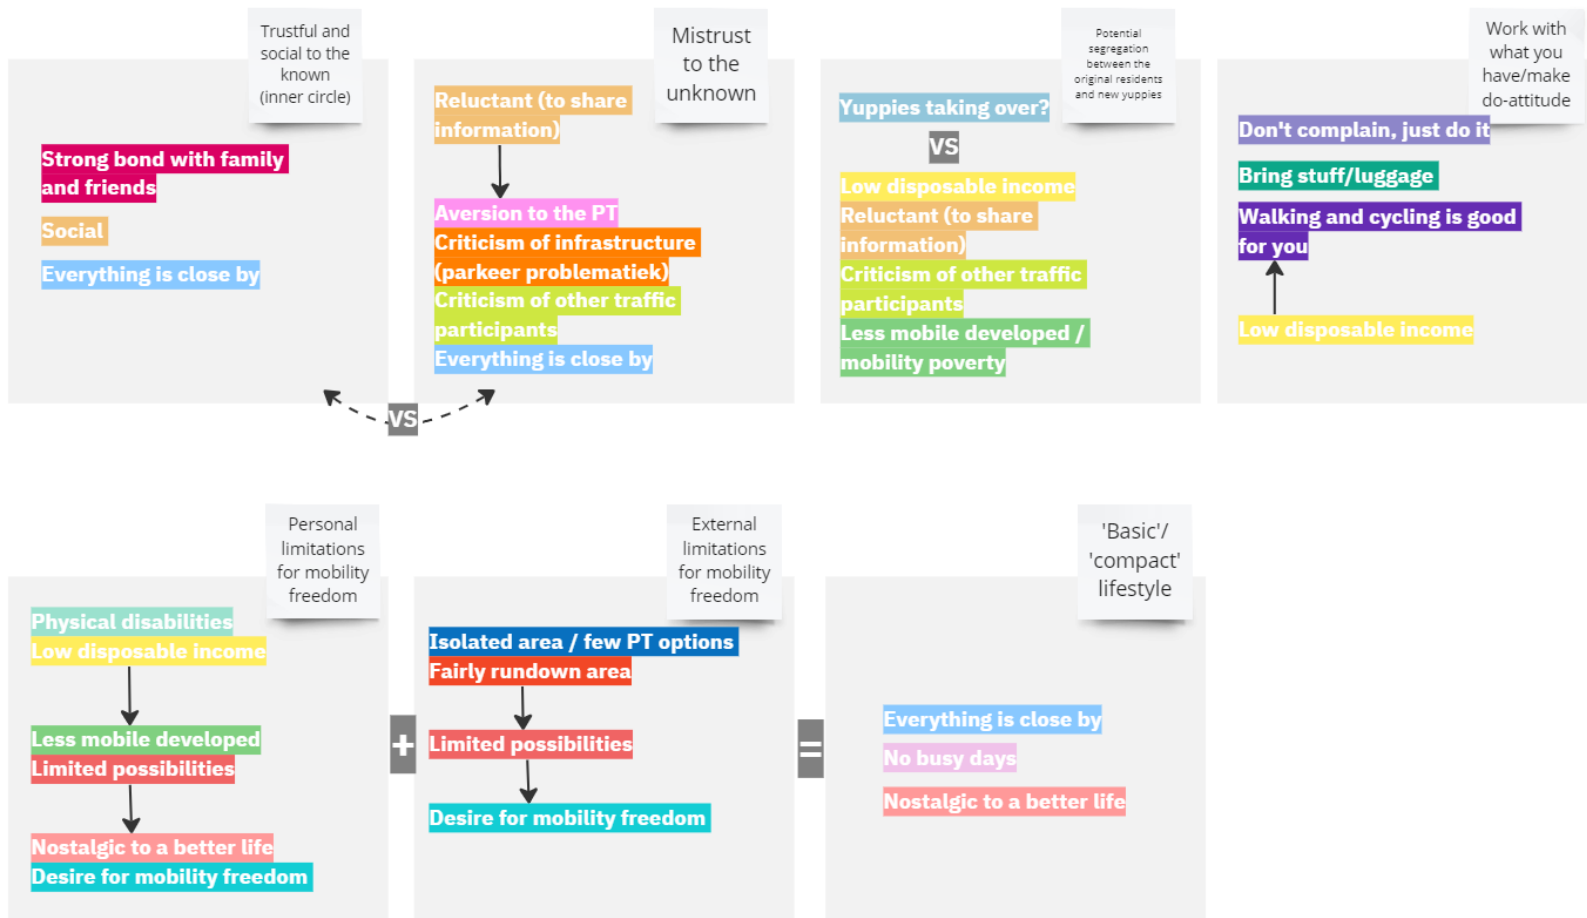 Trustful and
social to the
known
(inner circle)
Strong bond with family
and friends
Social
Everything is close by
Mistrust
to the
unknown
Reluctant (to share
information)
Aversion to the PT
Criticism of infrastructure
(parkeer problematiek)
Criticism of other traffic
participants
Everything is close by
VS
Potential
segregation
between the
original residents
and new yuppies
Yuppies taking over?
VS
Low disposable income
Reluctant (to share
information)
Criticism of other traffic
participants
Less mobile developed /
mobility poverty
Work with
what you
have/make
do-attitude
Don't complain, just do it
Bring stuff/luggage
Walking and cycling is good
for you
Low disposable income
Personal
limitations
for mobility
freedom
Physical disabilities
Low disposable income
Less mobile developed
Limited possibilities
Nostalgic to a better life
Desire for mobility freedom
+
External
limitations
for mobility
freedom
Isolated area / few PT options
Fairly rundown area
Limited possibilities
Desire for mobility freedom
=
'Basic'/
'compact'
lifestyle
Everything is close by
No busy days
Nostalgic to a better life